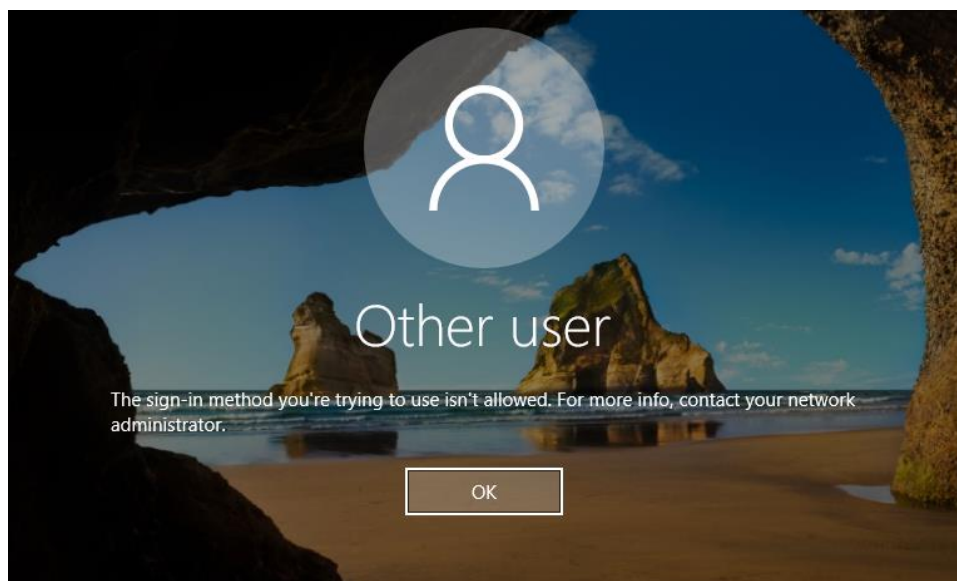 Other user
The sign-in method you're trying to use isn't allowed. For more info, contact your network
administrator.
OK